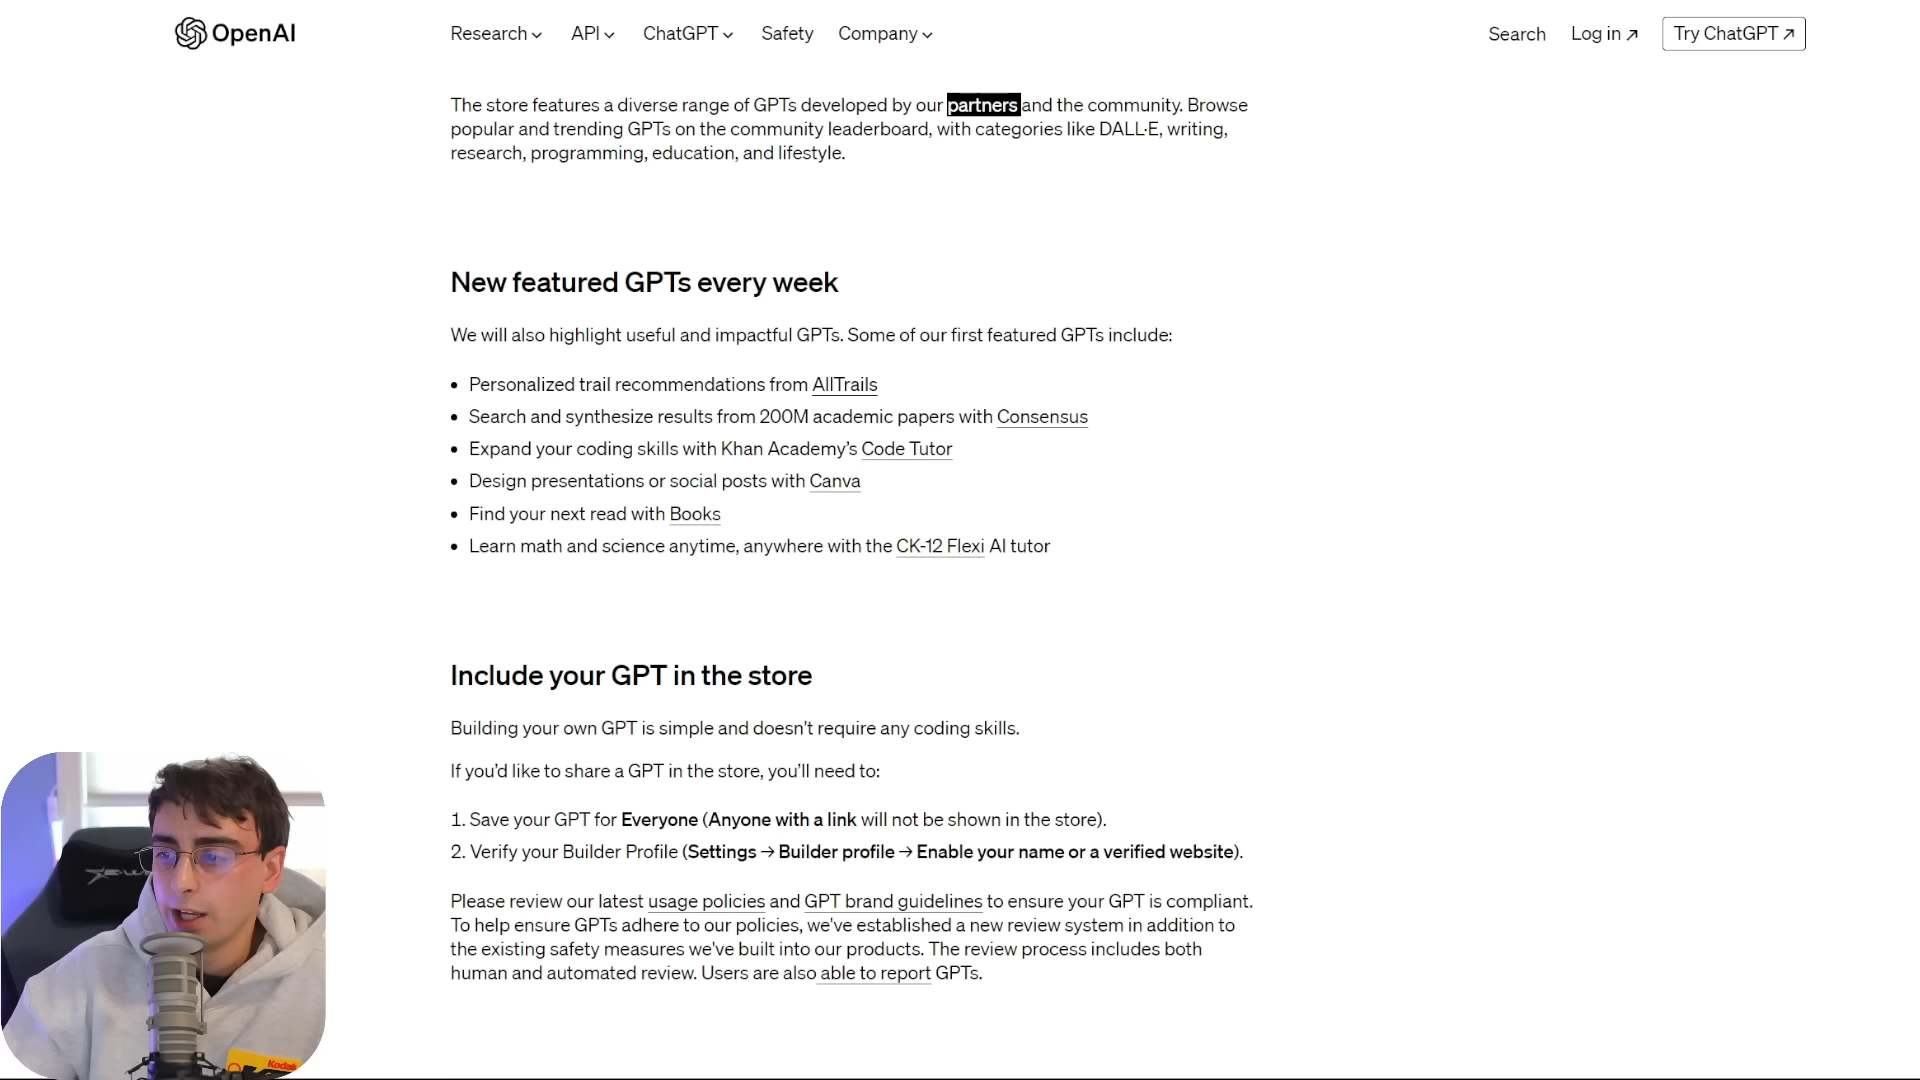 OpenAI
Research
API
ChatGPT
Safety
Company
Search
Log in ↗
Try ChatGPT ↗
The store features a diverse range of GPTs developed by our partners and the community. Browse
popular and trending GPTs on the community leaderboard, with categories like DALL·E, writing,
research, programming, education, and lifestyle.
New featured GPTs every week
We will also highlight useful and impactful GPTs. Some of our first featured GPTs include:
• Personalized trail recommendations from AllTrails
• Search and synthesize results from 200M academic papers with Consensus
• Expand your coding skills with Khan Academy’s Code Tutor
• Design presentations or social posts with Canva
• Find your next read with Books
• Learn math and science anytime, anywhere with the CK-12 Flexi AI tutor
Include your GPT in the store
Building your own GPT is simple and doesn't require any coding skills.
If you’d like to share a GPT in the store, you’ll need to:
1. Save your GPT for Everyone (Anyone with a link will not be shown in the store).
2. Verify your Builder Profile (Settings → Builder profile → Enable your name or a verified website).
Please review our latest usage policies and GPT brand guidelines to ensure your GPT is compliant.
To help ensure GPTs adhere to our policies, we've established a new review system in addition to
the existing safety measures we've built into our products. The review process includes both
human and automated review. Users are also able to report GPTs.
Kodak